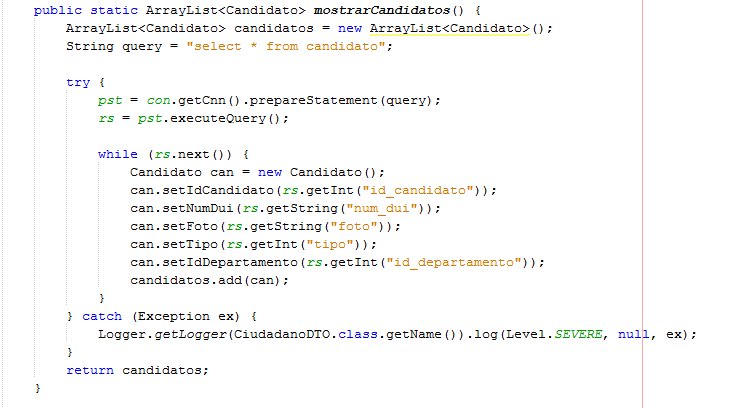 public static ArrayList<Candidato> mostrarCandidatos() {
ArrayList<Candidato> candidatos = new ArrayList<Candidato>();
String query = "select * from candidato";
try {
pst = con.getCnn().prepareStatement(query);
rs = pst.executeQuery();
while (rs.next()) {
Candidato can = new Candidato();
can.setIdCandidato(rs.getInt("id_candidato"));
can.setNumDui(rs.getString("num_dui"));
can.setFoto(rs.getString("foto"));
can.setTipo(rs.getInt("tipo"));
can.setIdDepartamento(rs.getInt("id_departamento"));
candidatos.add(can);
}
} catch (Exception ex) {
Logger.getLogger(CiudadanoDTO.class.getName()).log(Level.SEVERE, null, ex);
}
return candidatos;
}